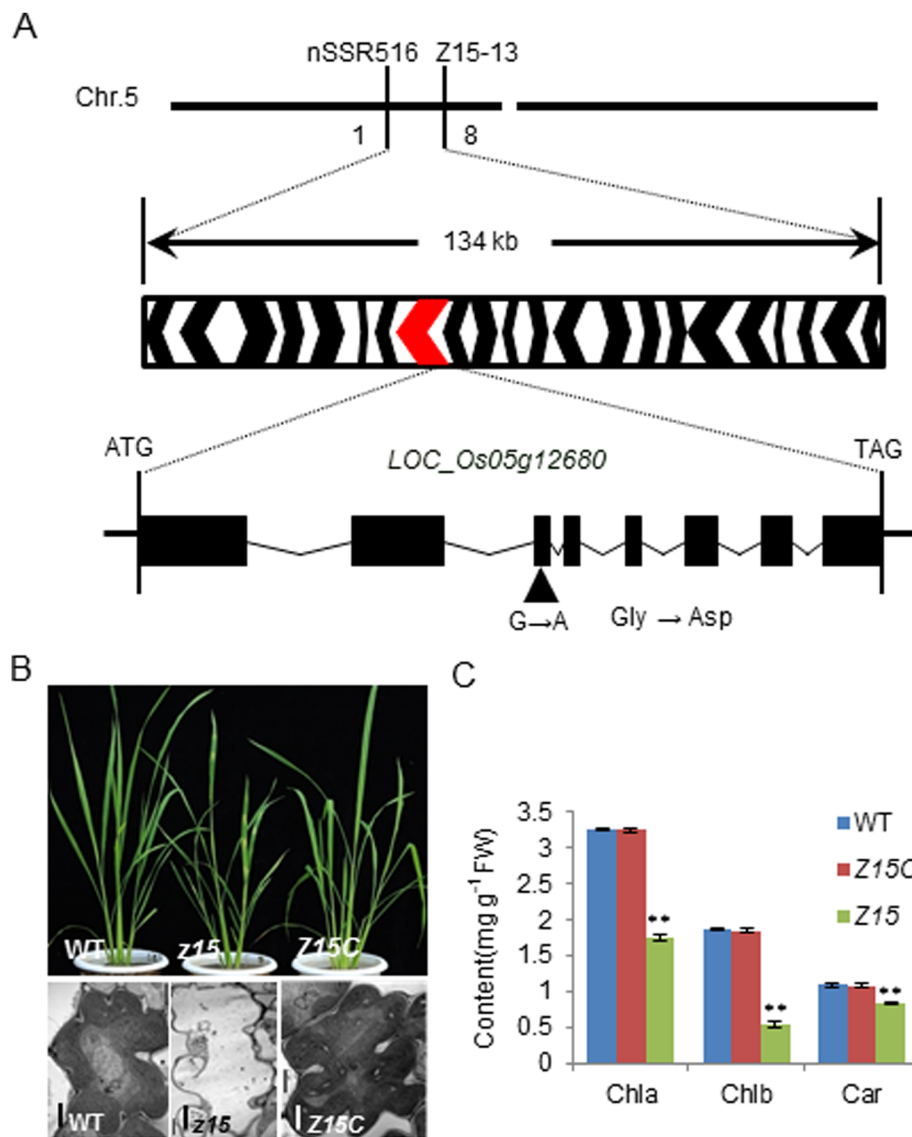 A
nSSR516 Z15-13
Chr.5
1 8
134 kb
ATG TAG
LOC_Os05g12680
G→A Gly → Asp
B
WT z15 Z15C
WT z15 Z15C
C
Content(mg g⁻¹ FW)
3.5
3
2.5
2
1.5
1
0.5
0
** ** **
Chla Chlb Car
WT
Z15C
Z15